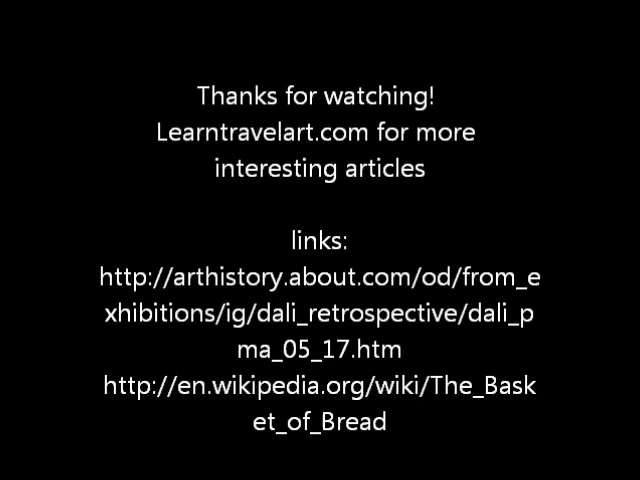 Thanks for watching!
Learntravelart.com for more
interesting articles
links:
http://arthistory.about.com/od/from_e
xhibitions/ig/dali_retrospective/dali_p
ma_05_17.htm
http://en.wikipedia.org/wiki/The_Bask
et_of_Bread